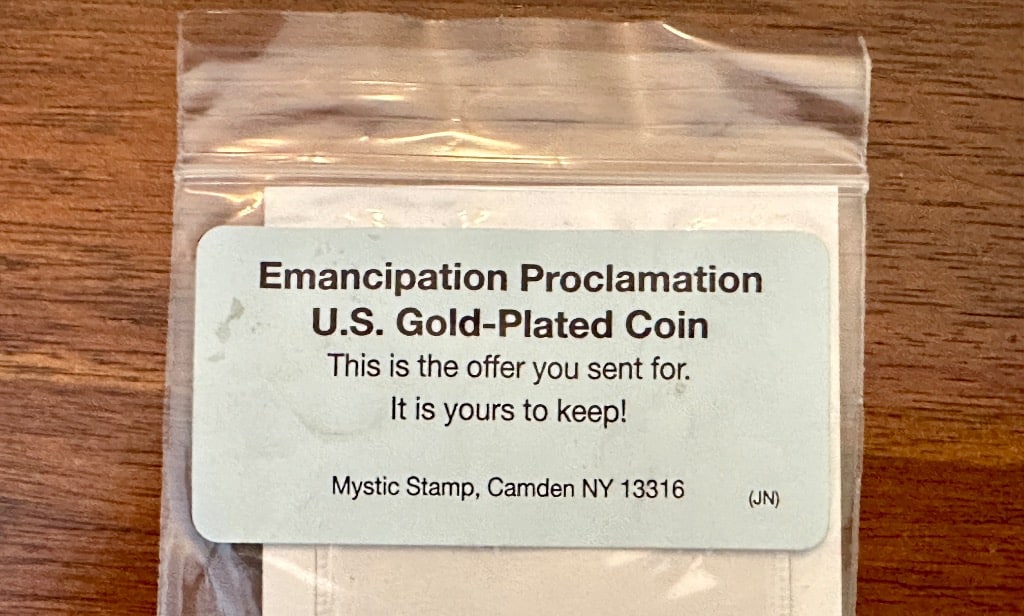 Emancipation Proclamation
U.S. Gold-Plated Coin
This is the offer you sent for.
It is yours to keep!
Mystic Stamp, Camden NY 13316 (JN)